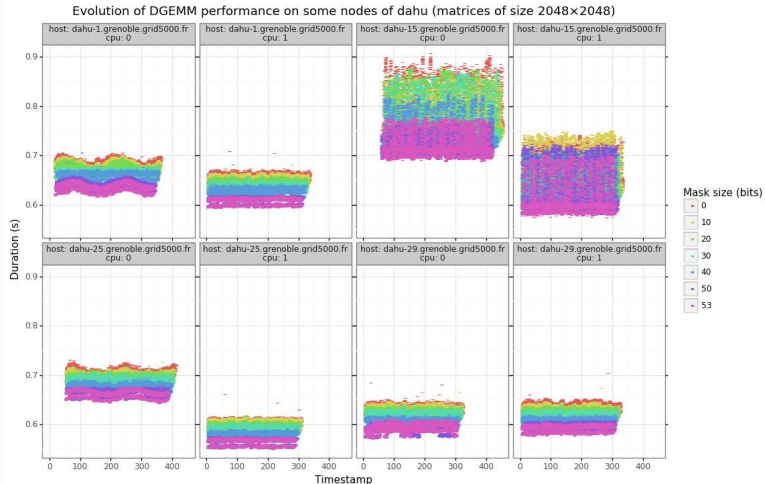 Evolution of DGEMM performance on some nodes of dahu (matrices of size 2048×2048)
host: dahu-1.grenoble.grid5000.fr
cpu: 0
host: dahu-1.grenoble.grid5000.fr
cpu: 1
host: dahu-15.grenoble.grid5000.fr
cpu: 0
host: dahu-15.grenoble.grid5000.fr
cpu: 1
0.9
0.8
0.7
0.6
host: dahu-25.grenoble.grid5000.fr
cpu: 0
host: dahu-25.grenoble.grid5000.fr
cpu: 1
host: dahu-29.grenoble.grid5000.fr
cpu: 0
host: dahu-29.grenoble.grid5000.fr
cpu: 1
0.9
0.8
0.7
0.6
Duration (s)
0 100 200 300 400
0 100 200 300 400
0 100 200 300 400
0 100 200 300 400
Timestamp
Mask size (bits)
0
10
20
30
40
50
53